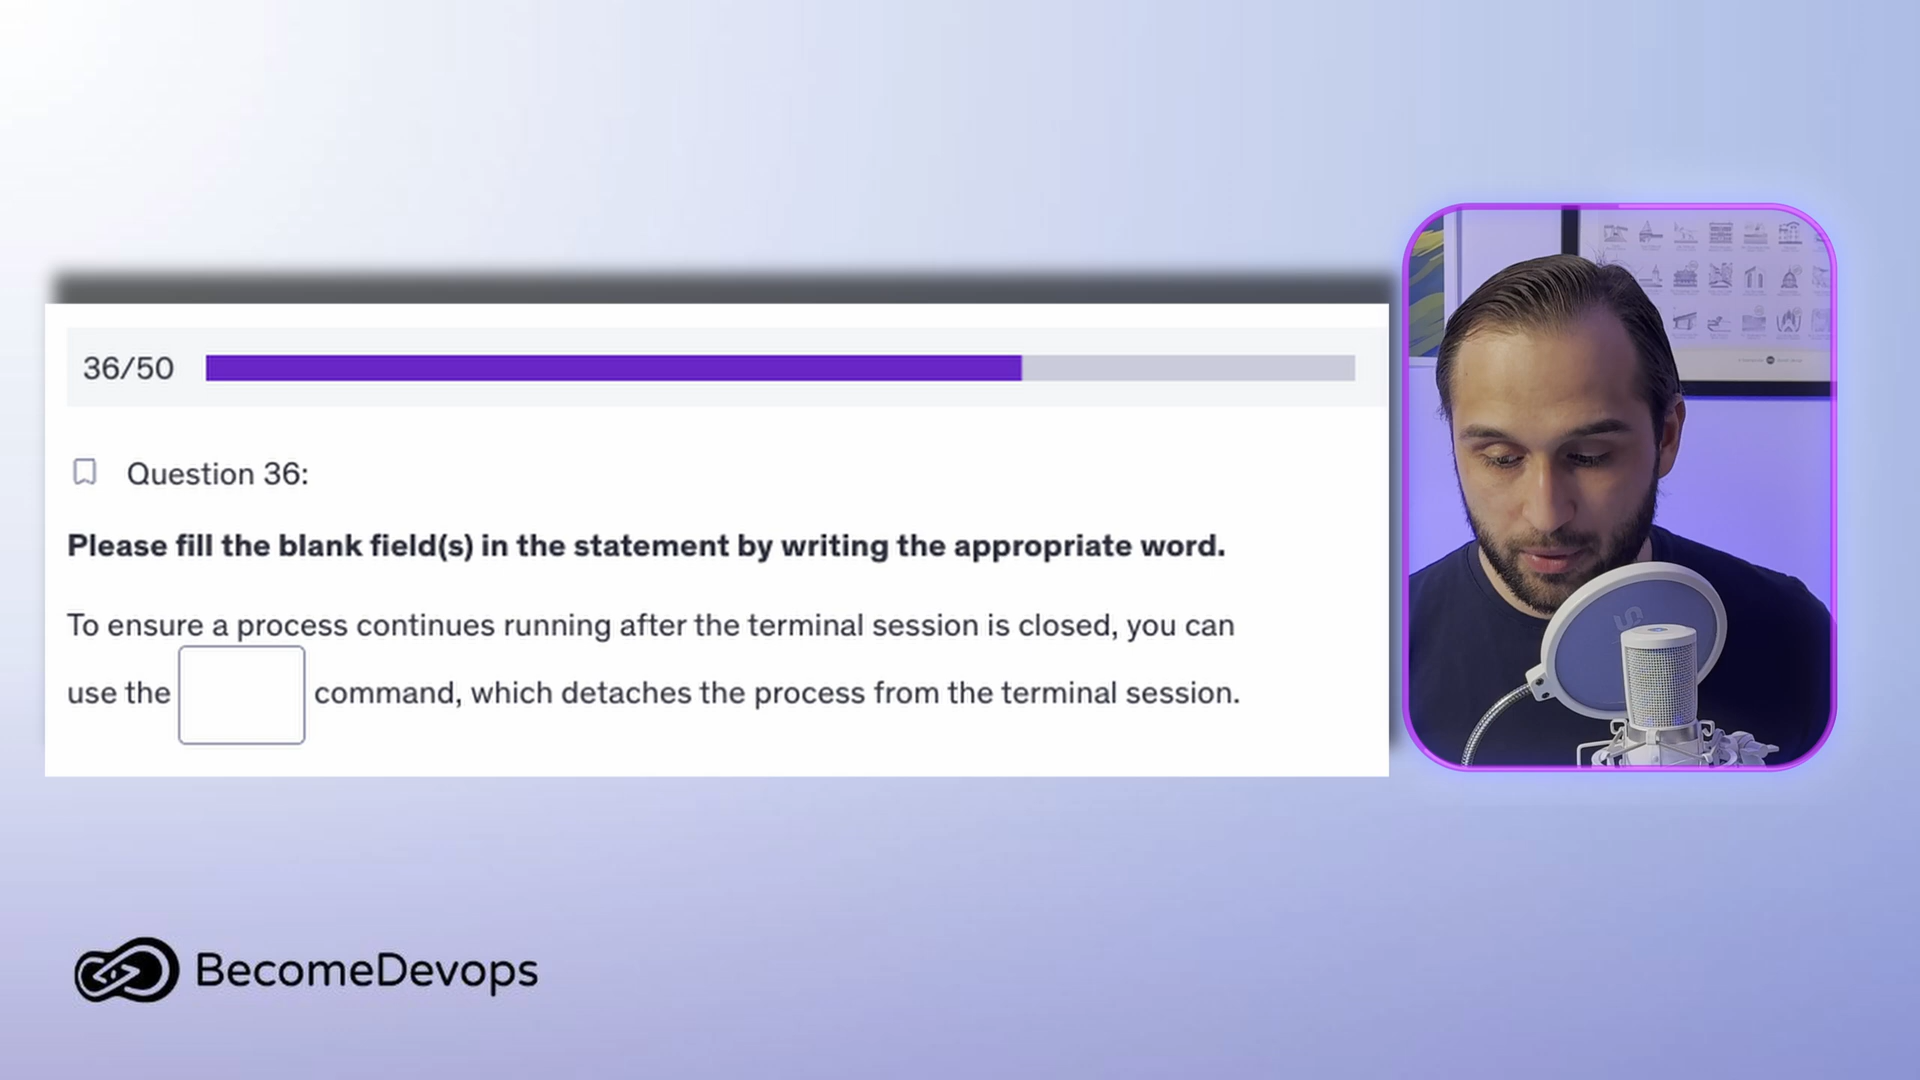 36/50
Question 36:
Please fill the blank field(s) in the statement by writing the appropriate word.
To ensure a process continues running after the terminal session is closed, you can
use the command, which detaches the process from the terminal session.
BecomeDevops